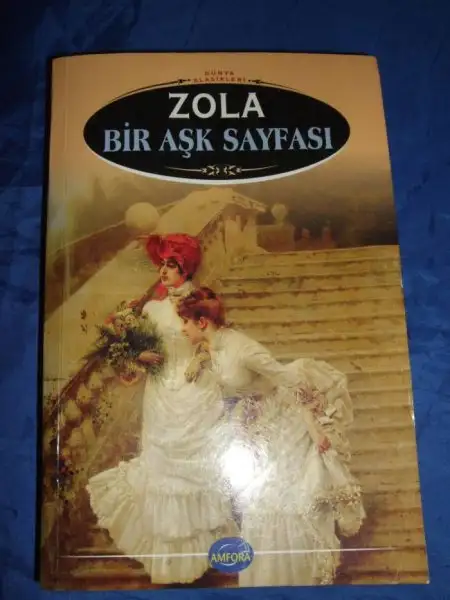 DÜNYA
KLASİKLERİ
ZOLA
BİR AŞK SAYFASI
AMFORA